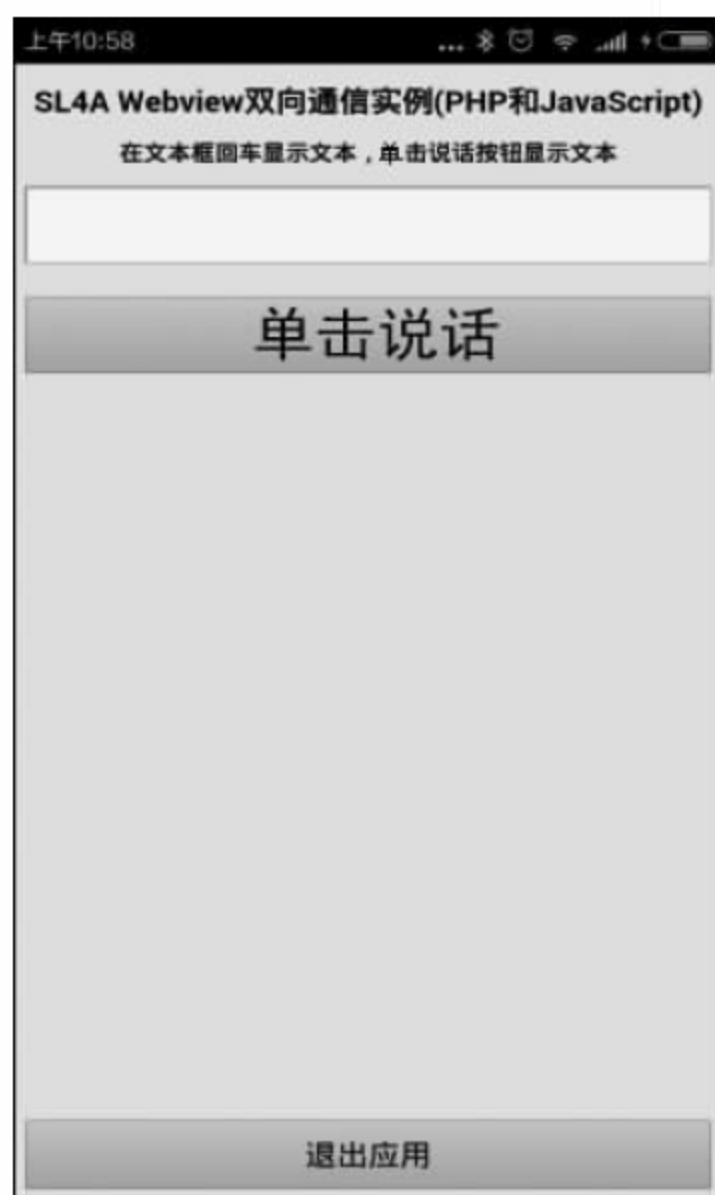 上午10:58
SL4A Webview双向通信实例(PHP和JavaScript)
在文本框回车显示文本，单击说话按钮显示文本
单击说话
退出应用